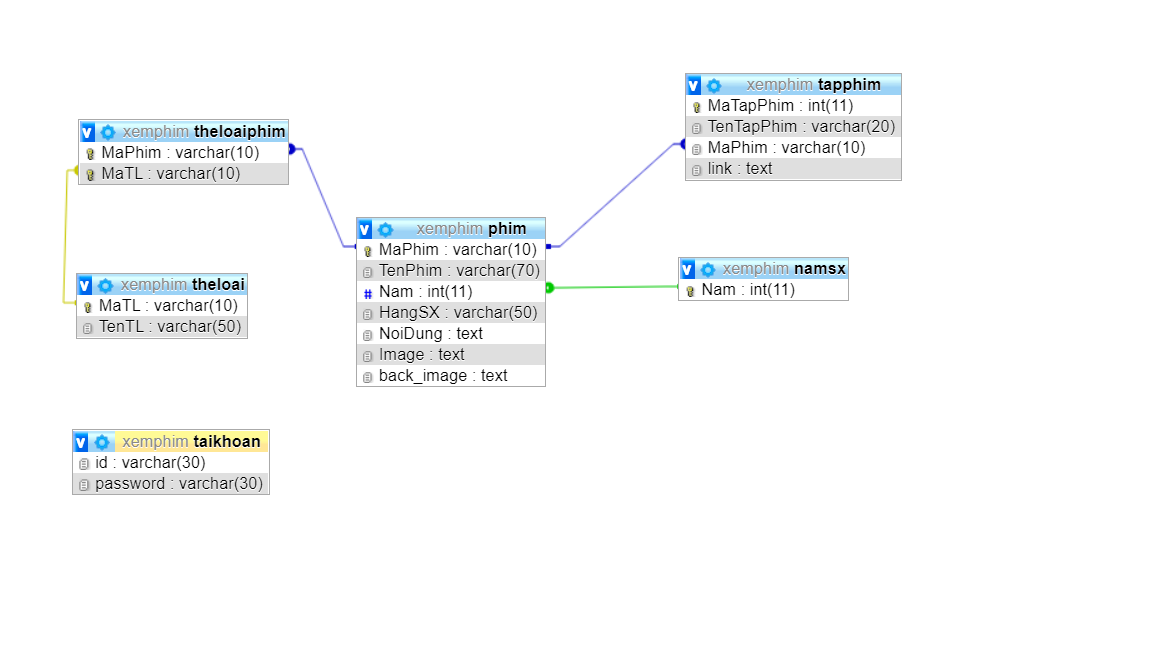 xemphim theloaiphim
MaPhim : varchar(10)
MaTL : varchar(10)
xemphim theloai
MaTL : varchar(10)
TenTL : varchar(50)
xemphim taikhoan
id : varchar(30)
password : varchar(30)
xemphim phim
MaPhim : varchar(10)
TenPhim : varchar(70)
# Nam : int(11)
HangSX : varchar(50)
NoiDung : text
Image : text
back_image : text
xemphim tapphim
MaTapPhim : int(11)
TenTapPhim : varchar(20)
MaPhim : varchar(10)
link : text
xemphim namsx
Nam : int(11)